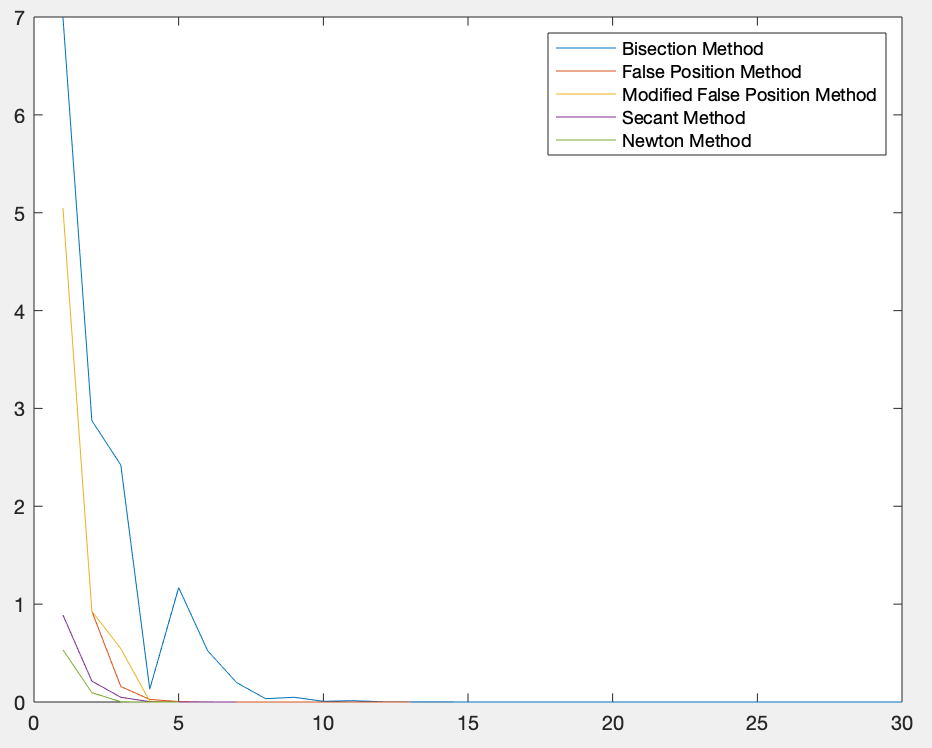 7
6
5
4
3
2
1
0
0 5 10 15 20 25 30
Bisection Method
False Position Method
Modified False Position Method
Secant Method
Newton Method